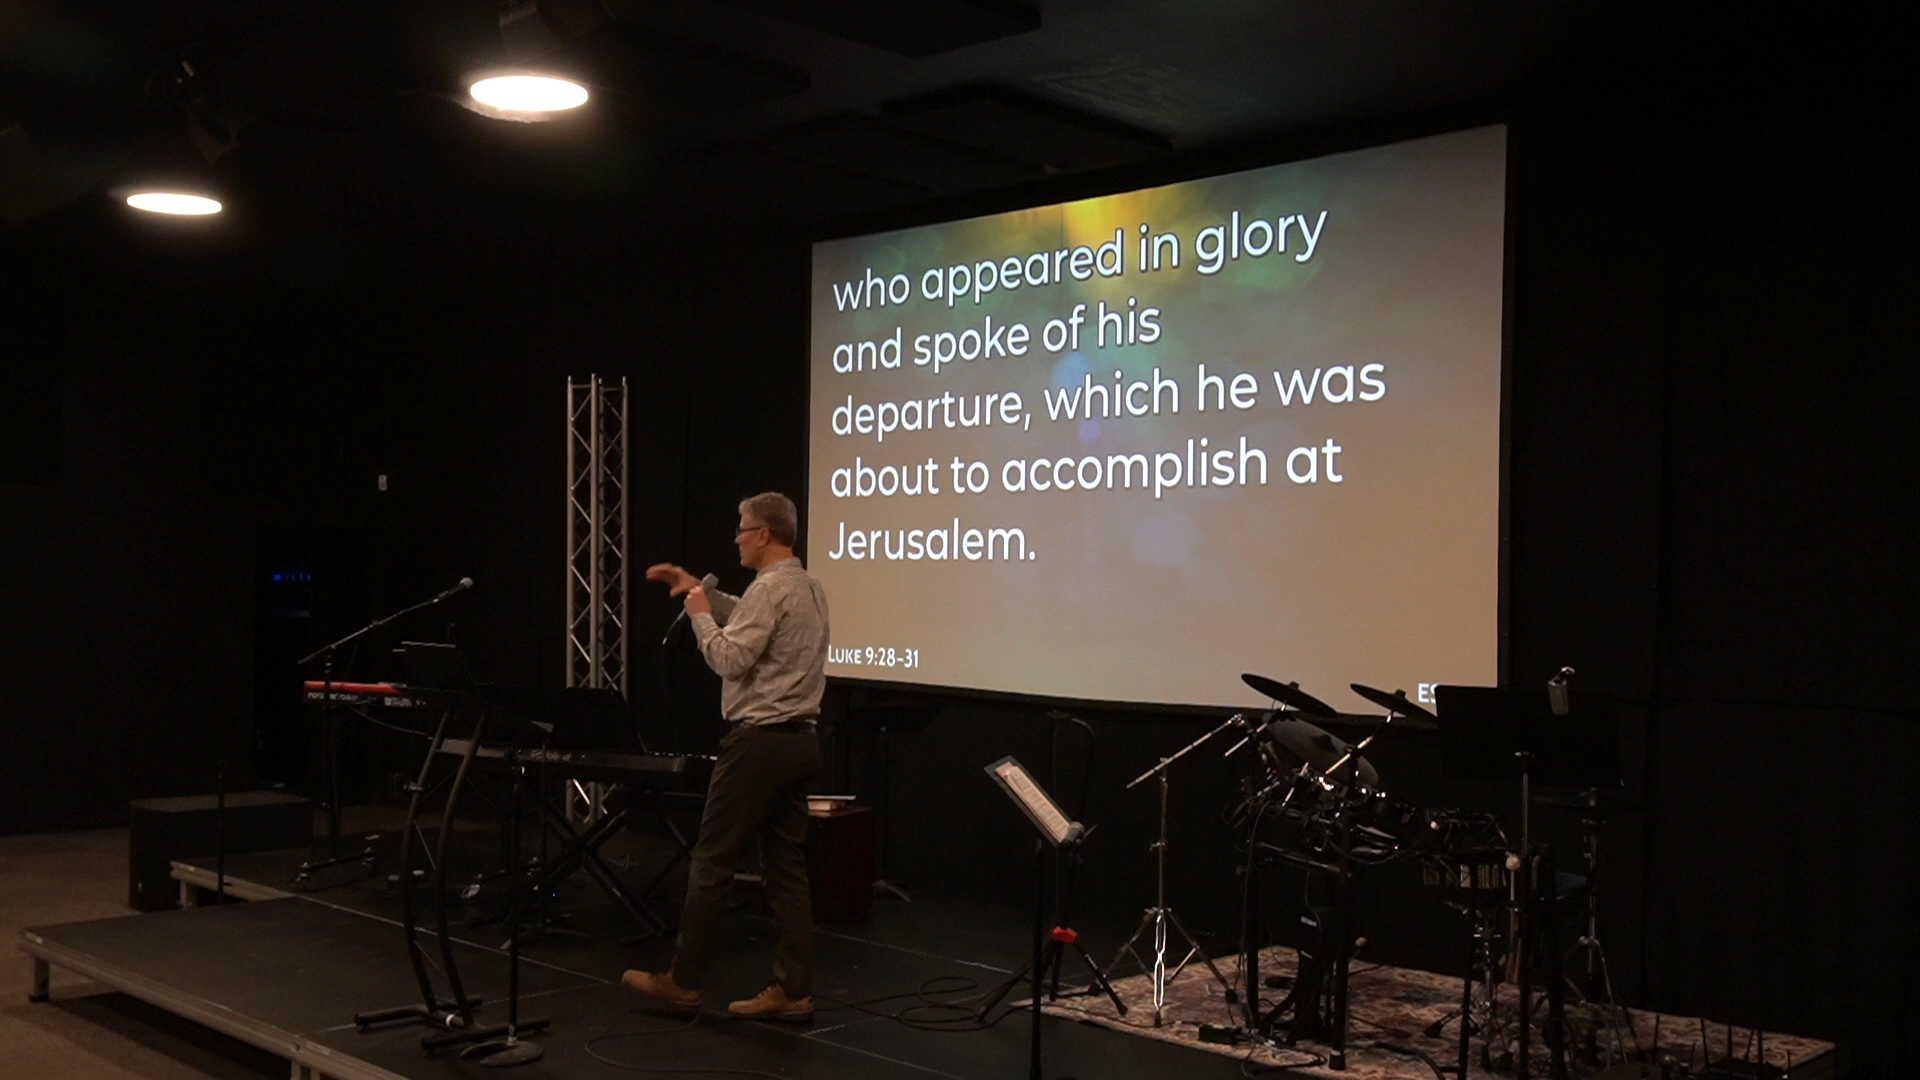 who appeared in glory
and spoke of his
departure, which he was
about to accomplish at
Jerusalem.
LUKE 9:28-31